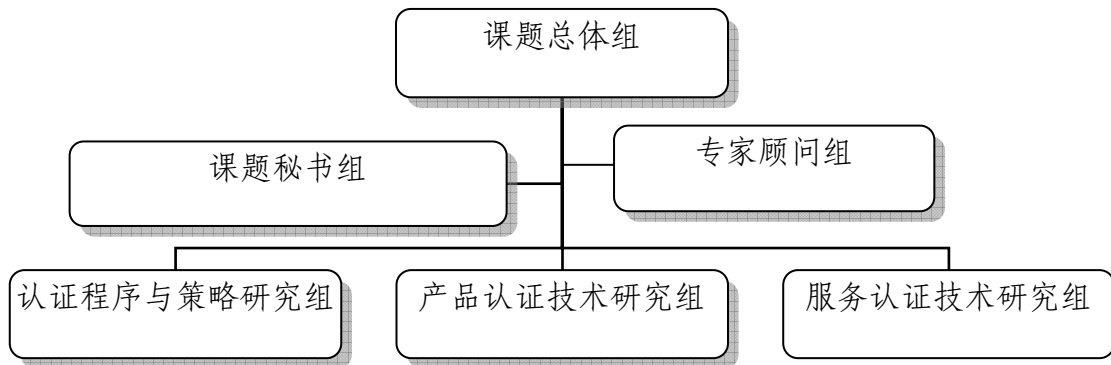 课题总体组
专家顾问组
课题秘书组
认证程序与策略研究组
产品认证技术研究组
服务认证技术研究组